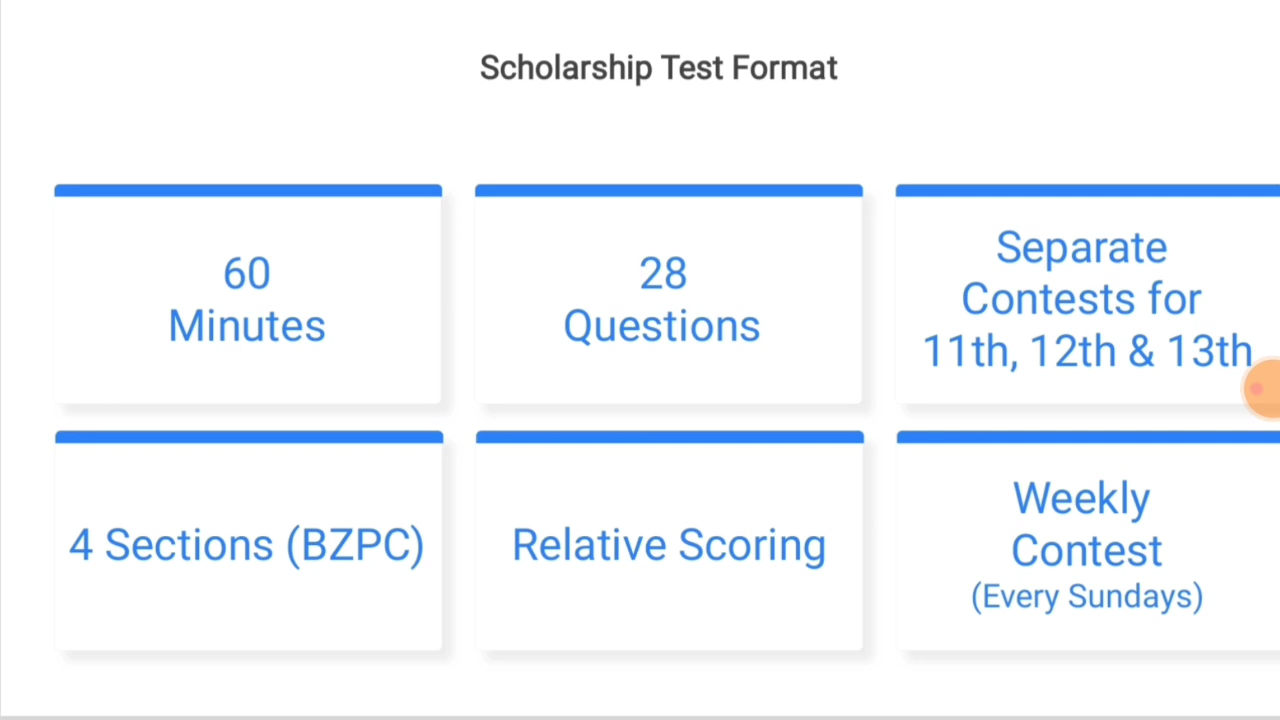 Scholarship Test Format
60
Minutes
28
Questions
Separate
Contests for
11th, 12th & 13th
4 Sections (BZPC)
Relative Scoring
Weekly
Contest
(Every Sundays)